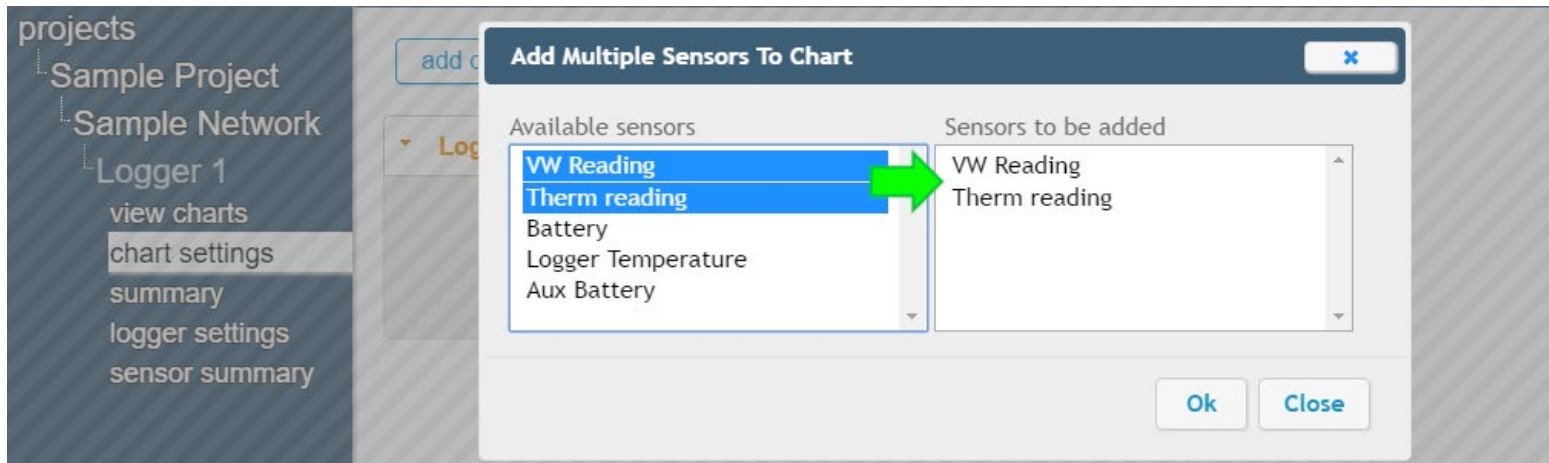 projects
Sample Project
Sample Network
Logger 1
view charts
chart settings
summary
logger settings
sensor summary
add
Log
Add Multiple Sensors To Chart
Available sensors
VW Reading
Therm reading
Battery
Logger Temperature
Aux Battery
Sensors to be added
VW Reading
Therm reading
Ok
Close